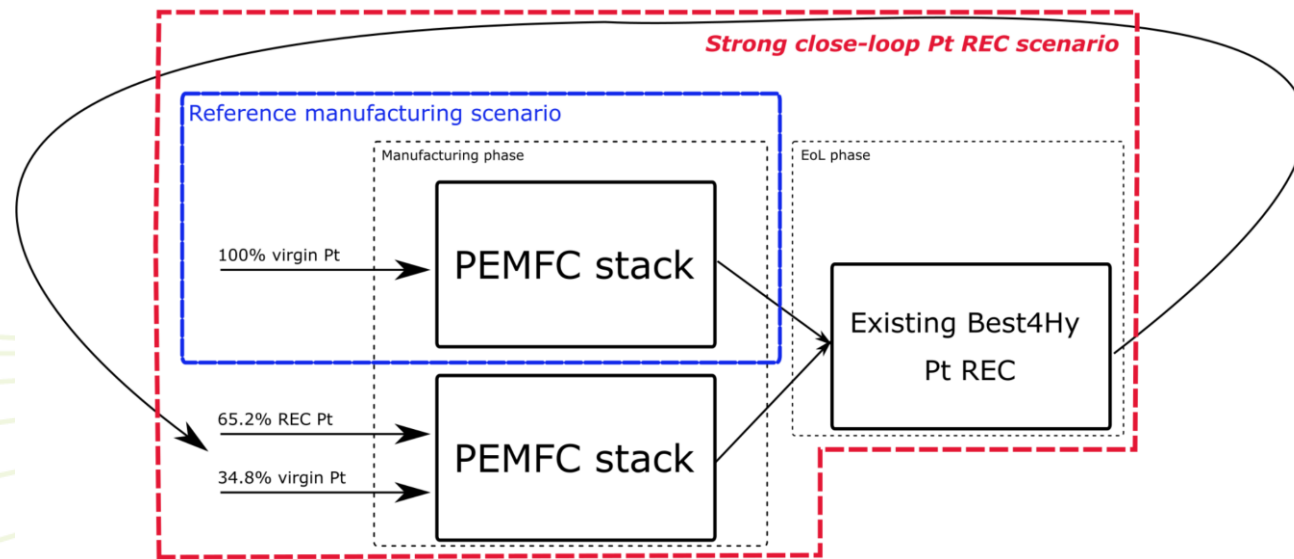 Strong close-loop Pt REC scenario
Reference manufacturing scenario
Manufacturing phase
EoL phase
100% virgin Pt
PEMFC stack
Existing Best4Hy
Pt REC
65.2% REC Pt
34.8% virgin Pt
PEMFC stack